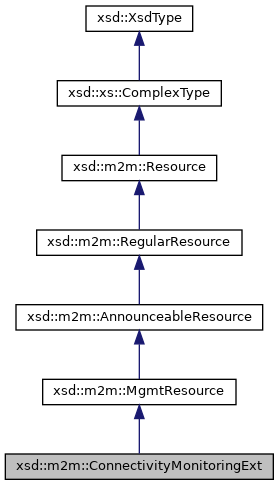 xsd::XsdType
xsd::xs::ComplexType
xsd::m2m::Resource
xsd::m2m::RegularResource
xsd::m2m::AnnounceableResource
xsd::m2m::MgmtResource
xsd::m2m::ConnectivityMonitoringExt